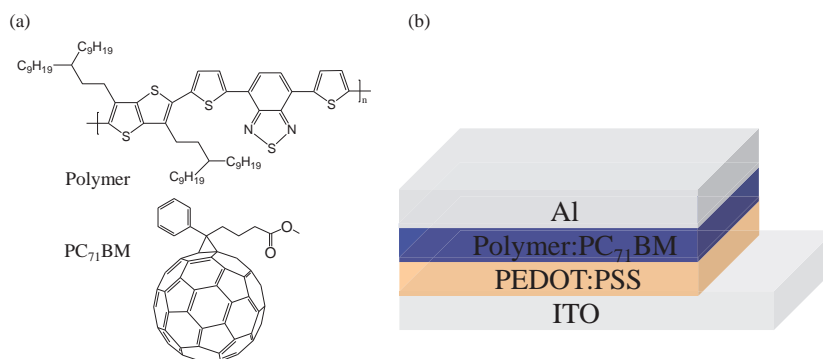 (a)
(b)
C₉H₁₉
C₉H₁₉
S
S
S
S
n
N
N
S
C₉H₁₉
C₉H₁₉
Polymer
PC₇₁BM
O
O
Al
Polymer:PC₇₁BM
PEDOT:PSS
ITO